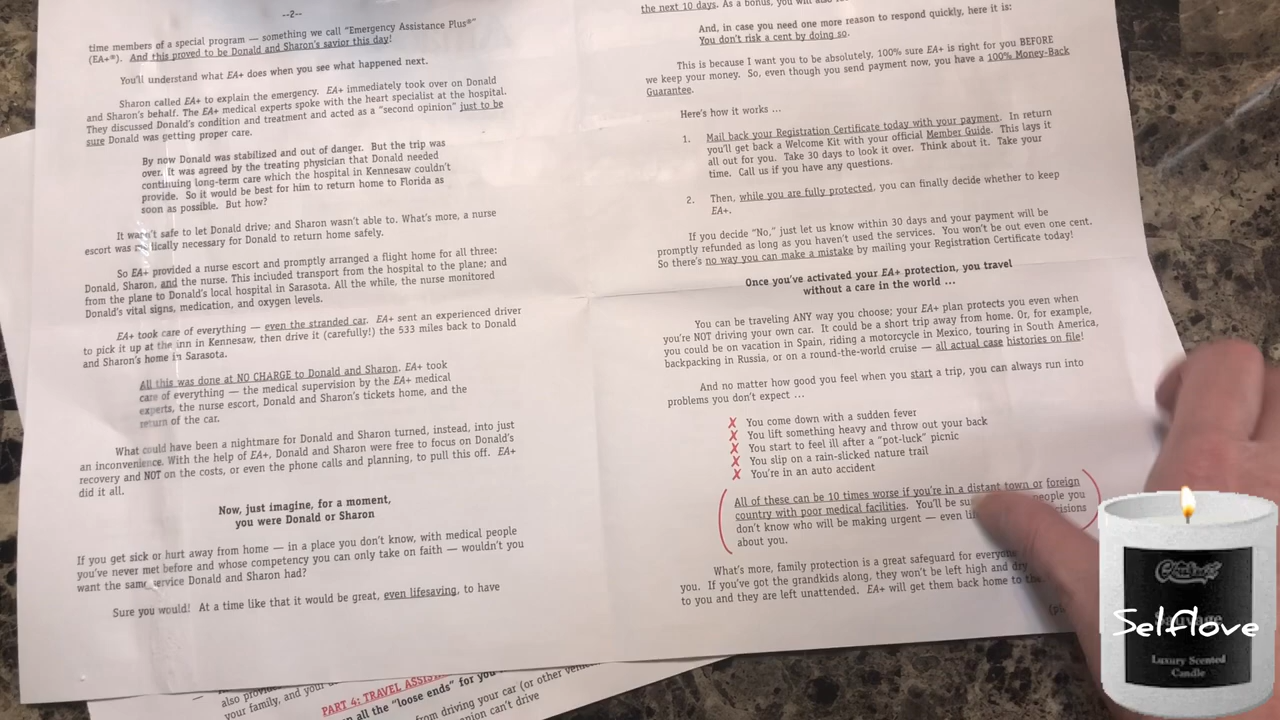 --2--
time members of a special program — something we call "Emergency Assistance Plus®"
(EA+®). And this proved to be Donald and Sharon's savior this day!
You'll understand what EA+ does when you see what happened next.
Sharon called EA+ to explain the emergency. EA+ immediately took over on Donald
and Sharon's behalf. The EA+ medical experts spoke with the heart specialist at the hospital.
They discussed Donald's condition and treatment and acted as a "second opinion" just to be
sure Donald was getting proper care.
By now Donald was stabilized and out of danger. But the trip was
over. It was agreed by the treating physician that Donald needed
continuing long-term care which the hospital in Kennesaw couldn't
provide. So it would be best for him to return home to Florida as
soon as possible. But how?
It wasn't safe to let Donald drive; and Sharon wasn't able to. What's more, a nurse
escort was medically necessary for Donald to return home safely.
So EA+ provided a nurse escort and promptly arranged a flight home for all three:
Donald, Sharon, and the nurse. This included transport from the hospital to the plane; and
from the plane to Donald's local hospital in Sarasota. All the while, the nurse monitored
Donald's vital signs, medication, and oxygen levels.
EA+ took care of everything — even the stranded car. EA+ sent an experienced driver
to pick it up at the inn in Kennesaw, then drive it (carefully!) the 533 miles back to Donald
and Sharon's home in Sarasota.
All this was done at NO CHARGE to Donald and Sharon. EA+ took
care of everything — the medical supervision by the EA+ medical
experts, the nurse escort, Donald and Sharon's tickets home, and the
return of the car.
What could have been a nightmare for Donald and Sharon turned, instead, into just
an inconvenience. With the help of EA+, Donald and Sharon were free to focus on Donald's
recovery and NOT on the costs, or even the phone calls and planning, to pull this off. EA+
did it all.
Now, just imagine, for a moment,
you were Donald or Sharon
If you get sick or hurt away from home — in a place you don't know, with medical people
you've never met before and whose competency you can only take on faith — wouldn't you
want the same service Donald and Sharon had?
Sure you would! At a time like that it would be great, even lifesaving, to have
the next 10 days. As a bonus, you will also
And, in case you need one more reason to respond quickly, here it is:
You don't risk a cent by doing so.
This is because I want you to be absolutely, 100% sure EA+ is right for you BEFORE
we keep your money. So, even though you send payment now, you have a 100% Money-Back
Guarantee.
Here's how it works ...
1. Mail back your Registration Certificate today with your payment. In return
you'll get back a Welcome Kit with your official Member Guide. This lays it
all out for you. Take 30 days to look it over. Think about it. Take your
time. Call us if you have any questions.
2. Then, while you are fully protected, you can finally decide whether to keep
EA+.
If you decide "No," just let us know within 30 days and your payment will be
promptly refunded as long as you haven't used the services. You won't be out even one cent.
So there's no way you can make a mistake by mailing your Registration Certificate today!
Once you've activated your EA+ protection, you travel
without a care in the world ...
You can be traveling ANY way you choose; your EA+ plan protects you even when
you're NOT driving your own car. It could be a short trip away from home. Or, for example,
you could be on vacation in Spain, riding a motorcycle in Mexico, touring in South America,
backpacking in Russia, or on a round-the-world cruise — all actual case histories on file!
And no matter how good you feel when you start a trip, you can always run into
problems you don't expect ...
✗ You come down with a sudden fever
✗ You lift something heavy and throw out your back
✗ You start to feel ill after a "pot-luck" picnic
✗ You slip on a rain-slicked nature trail
✗ You're in an auto accident
All of these can be 10 times worse if you're in a distant town or foreign
country with poor medical facilities. You'll be people you
don't know who will be making urgent — even
about you.
What's more, family protection is a great safeguard for
you. If you've got the grandkids along, they won't be left high and dry
to you and they are left unattended. EA+ will get them back home to
also
your family, and your
PART 4: TRAVEL
all the "loose ends" for you
from driving your car (or other
can't drive
Sauvage
Selflove
Luxury Scented
Candle